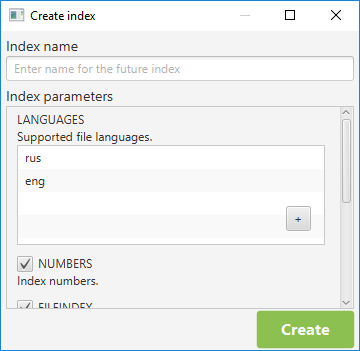 Create index
Index name
Enter name for the future index
Index parameters
LANGUAGES
Supported file languages.
rus
eng
+
NUMBERS
Index numbers.
FILEINDEX
Create